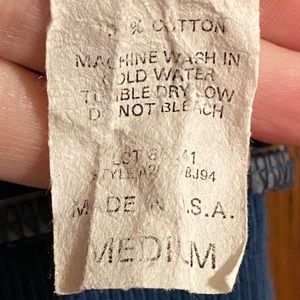 % COTTON
MACHINE WASH IN
COLD WATER
TUMBLE DRY LOW
DO NOT BLEACH
LOT
STYLE
MADE IN U.S.A.
MEDIUM